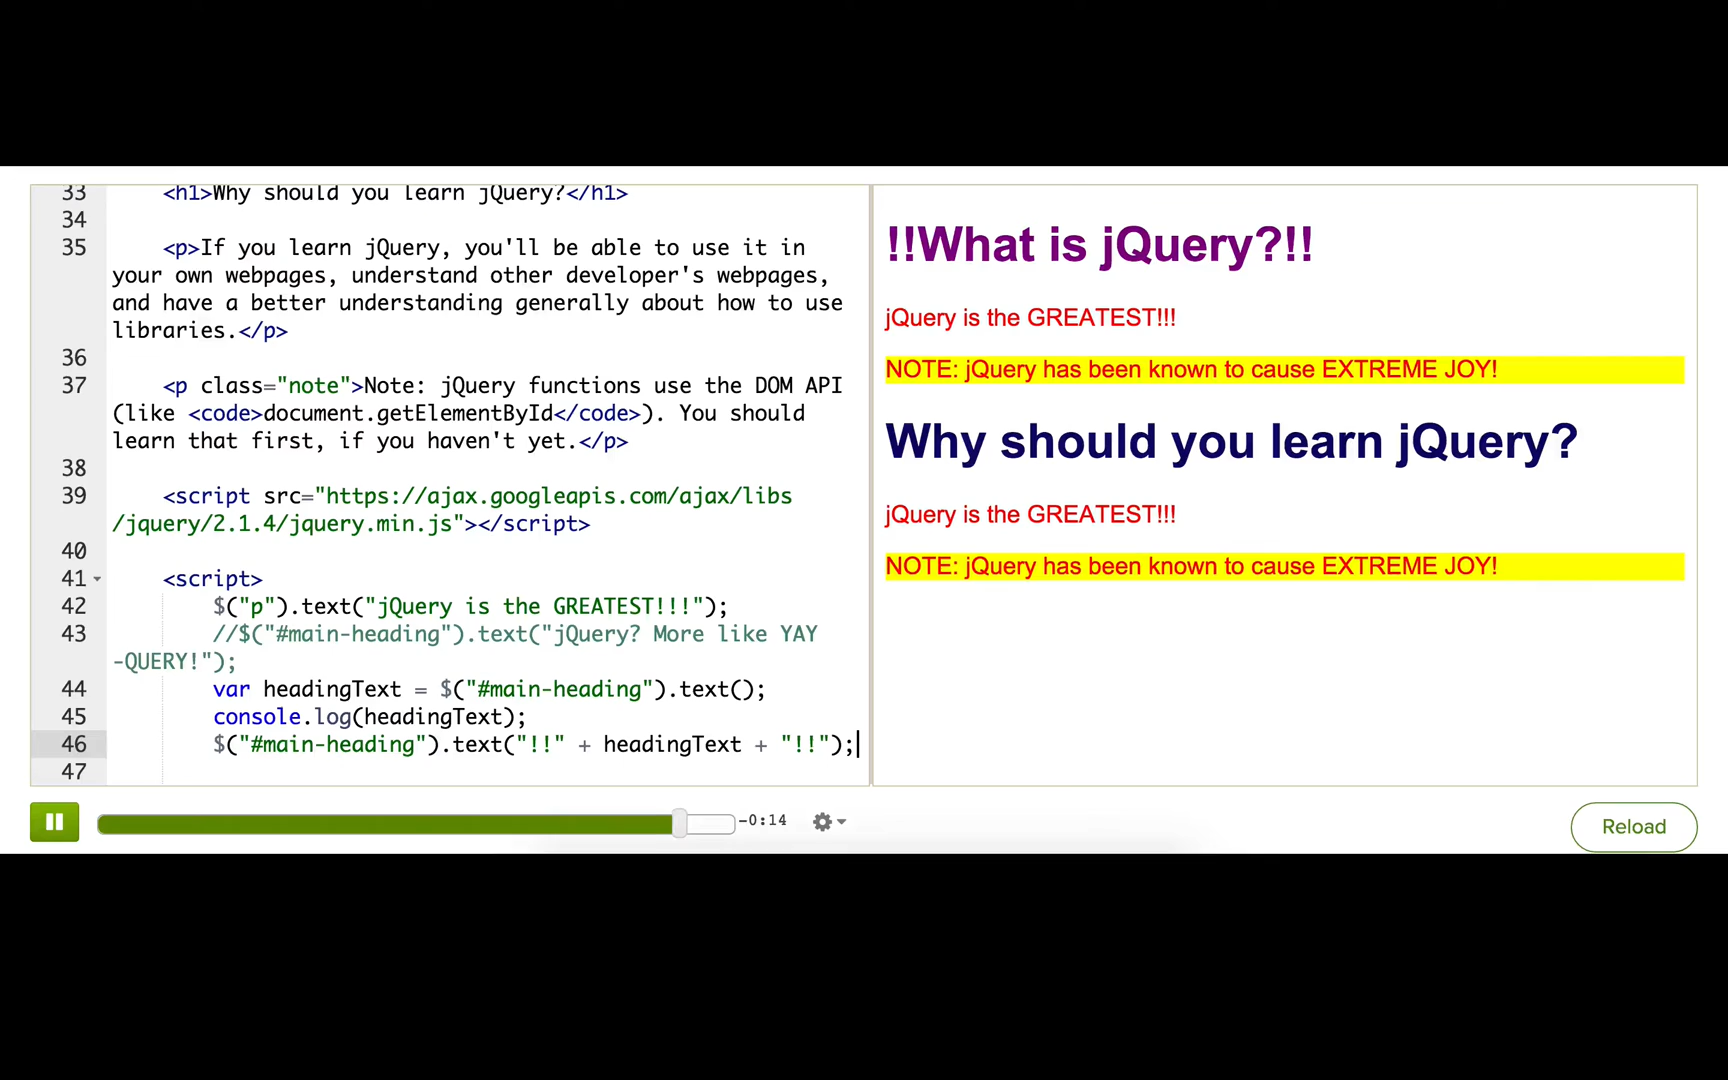 33 <h1>Why should you learn jQuery?</h1>
34
35 <p>If you learn jQuery, you'll be able to use it in
your own webpages, understand other developer's webpages,
and have a better understanding generally about how to use
libraries.</p>
36
37 <p class="note">Note: jQuery functions use the DOM API
(like <code>document.getElementById</code>). You should
learn that first, if you haven't yet.</p>
38
39 <script src="https://ajax.googleapis.com/ajax/libs
/jquery/2.1.4/jquery.min.js"></script>
40
41 <script>
42 $("p").text("jQuery is the GREATEST!!!");
43 //$("#main-heading").text("jQuery? More like YAY
-QUERY!");
44 var headingText = $("#main-heading").text();
45 console.log(headingText);
46 $("#main-heading").text("!!" + headingText + "!!");
47
!!What is jQuery?!!
jQuery is the GREATEST!!!
NOTE: jQuery has been known to cause EXTREME JOY!
Why should you learn jQuery?
jQuery is the GREATEST!!!
NOTE: jQuery has been known to cause EXTREME JOY!
-0:14
Reload